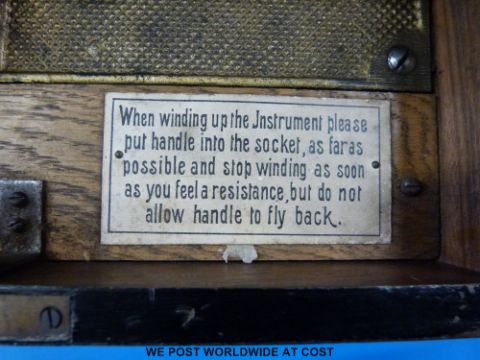 When winding up the Jnstrument please
put handle into the socket, as far as
possible and stop winding as soon
as you feel a resistance, but do not
allow handle to fly back.
WE POST WORLDWIDE AT COST